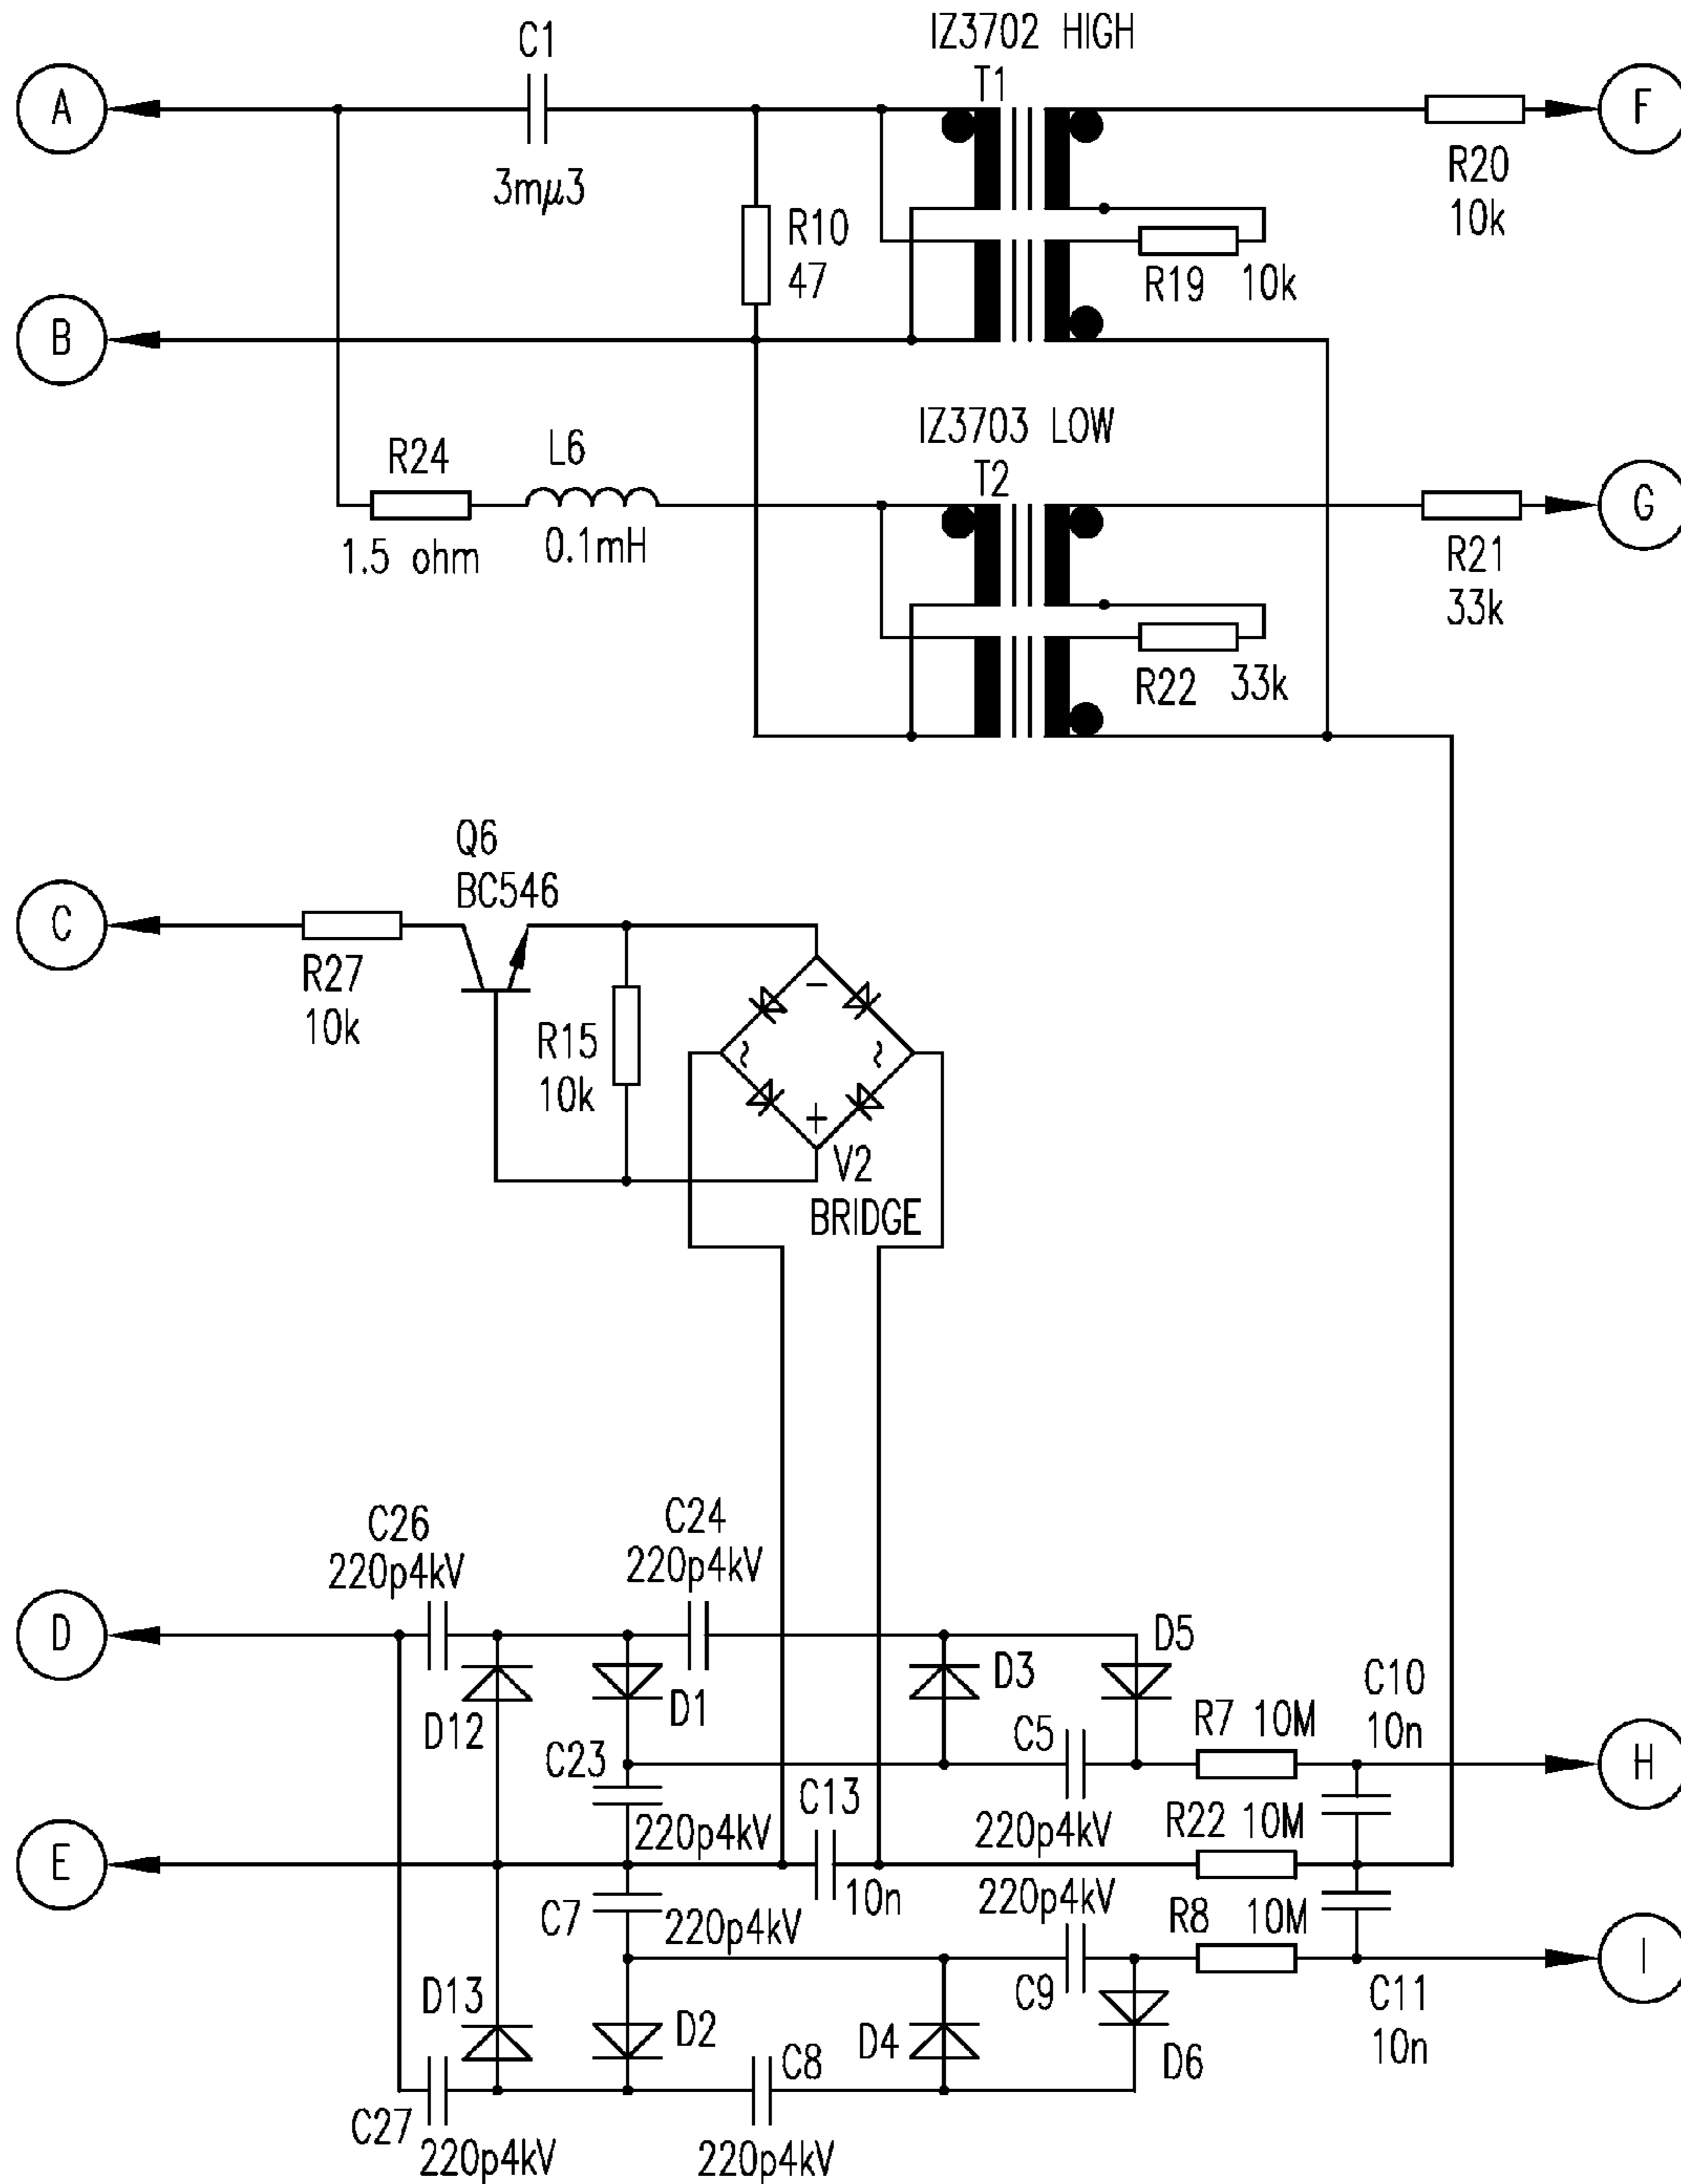 IZ3702 HIGH
C1
T1
A
F
3mµ3
R20
10k
R10
47
R19 10k
B
IZ3703 LOW
R24
L6
T2
G
1.5 ohm
0.1mH
R21
33k
R22 33k
Q6
BC546
C
R27
10k
−
R15
10k
~ ~
+
V2
BRIDGE
C26
220p4kV
C24
220p4kV
D
D5
D3
D1
D12
C10
10n
R7 10M
C5
C23
C13
H
220p4kV
220p4kV
R22 10M
E
10n
220p4kV
C7
220p4kV
R8 10M
I
D13
C9
C11
10n
D2
D4
C8
D6
C27
220p4kV
220p4kV